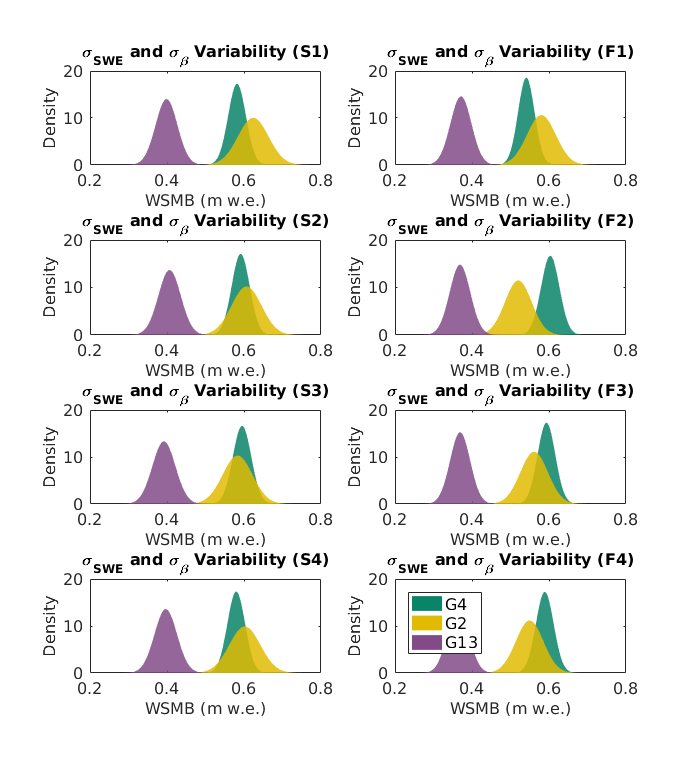 σSWE and σβ Variability (S1)
20
10
0
Density
0.2 0.4 0.6 0.8
WSMB (m w.e.)
σSWE and σβ Variability (F1)
20
10
0
Density
0.2 0.4 0.6 0.8
WSMB (m w.e.)
σSWE and σβ Variability (S2)
20
10
0
Density
0.2 0.4 0.6 0.8
WSMB (m w.e.)
σSWE and σβ Variability (F2)
20
10
0
Density
0.2 0.4 0.6 0.8
WSMB (m w.e.)
σSWE and σβ Variability (S3)
20
10
0
Density
0.2 0.4 0.6 0.8
WSMB (m w.e.)
σSWE and σβ Variability (F3)
20
10
0
Density
0.2 0.4 0.6 0.8
WSMB (m w.e.)
σSWE and σβ Variability (S4)
20
10
0
Density
0.2 0.4 0.6 0.8
WSMB (m w.e.)
σSWE and σβ Variability (F4)
20
10
0
Density
G4
G2
G13
0.2 0.4 0.6 0.8
WSMB (m w.e.)